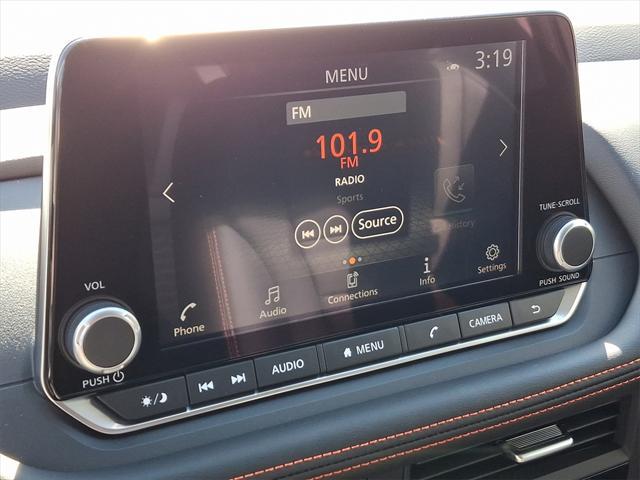 MENU
3:19
FM
101.9
FM
RADIO
Sports
History
Source
Phone
Audio
Connections
Info
Settings
VOL
PUSH
TUNE·SCROLL
PUSH SOUND
AUDIO
MENU
CAMERA